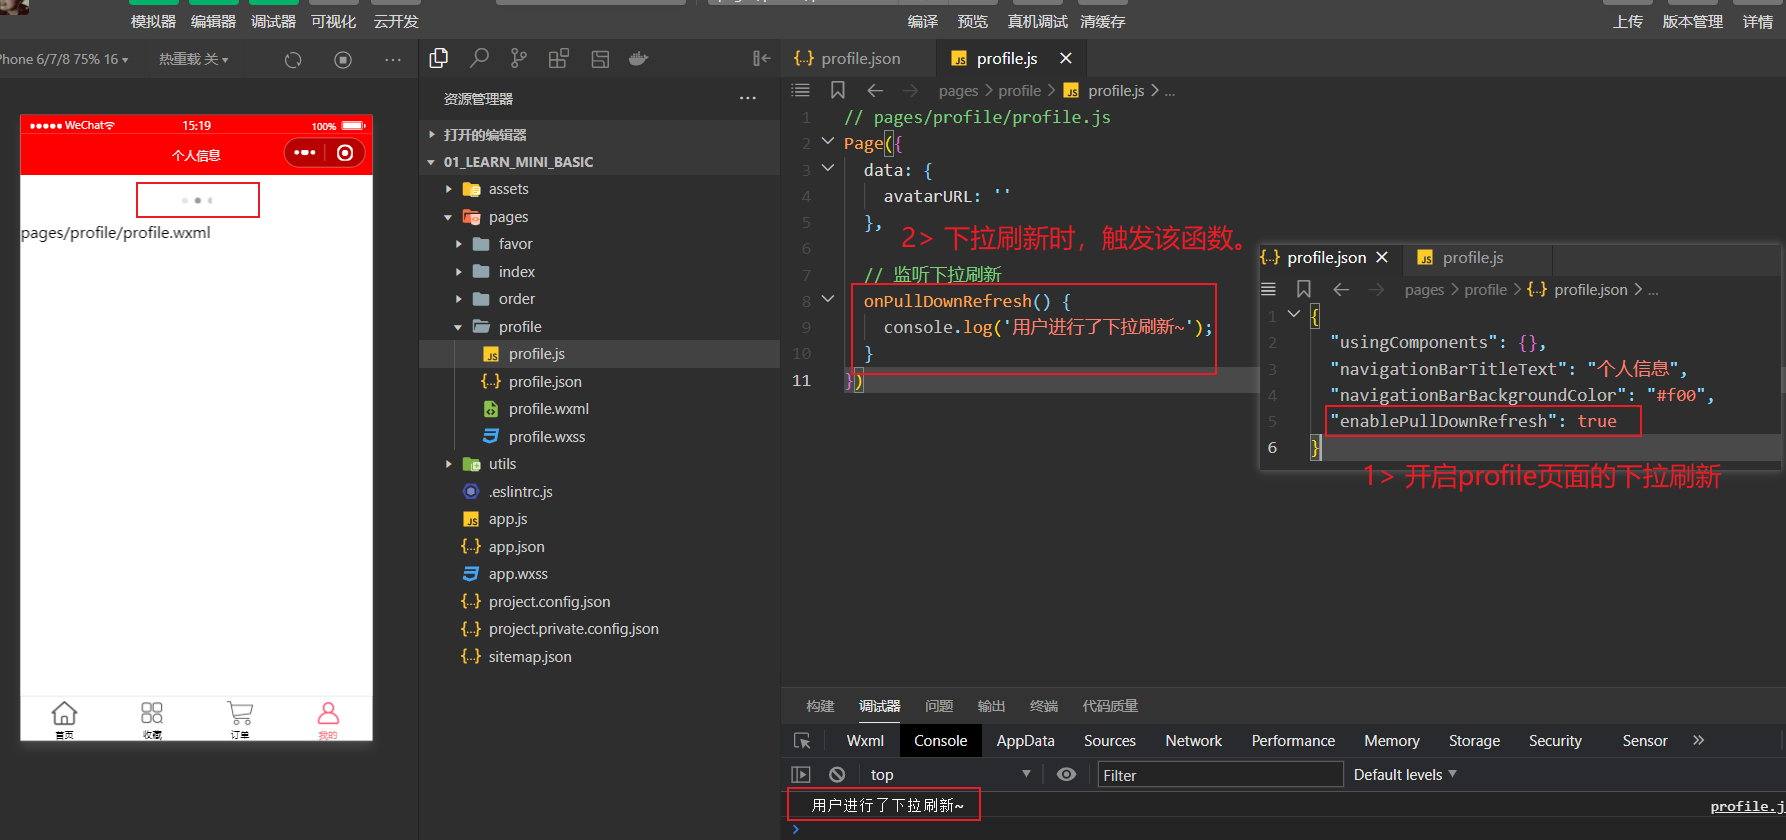 模拟器 编辑器 调试器 可视化 云开发 编译 预览 真机调试 清缓存 上传 版本管理 详情
Phone 6/7/8 75% 16 热重载 关
●●●●● WeChat 15:19 100%
个人信息
pages/profile/profile.wxml
首页 收藏 订单 我的
资源管理器
打开的编辑器
01_LEARN_MINI_BASIC
assets
pages
favor
index
order
profile
profile.js
profile.json
profile.wxml
profile.wxss
utils
.eslintrc.js
app.js
app.json
app.wxss
project.config.json
project.private.config.json
sitemap.json
{..} profile.json JS profile.js
pages > profile > JS profile.js > ...
1 // pages/profile/profile.js
2 Page({
3 data: {
4 avatarURL: ''
5 },
6
7 // 监听下拉刷新
8 onPullDownRefresh() {
9 console.log('用户进行了下拉刷新~');
10 }
11 })
2> 下拉刷新时，触发该函数。
{..} profile.json JS profile.js
pages > profile > {..} profile.json > ...
1 {
2 "usingComponents": {},
3 "navigationBarTitleText": "个人信息",
4 "navigationBarBackgroundColor": "#f00",
5 "enablePullDownRefresh": true
6 }
1> 开启profile页面的下拉刷新
构建 调试器 问题 输出 终端 代码质量
Wxml Console AppData Sources Network Performance Memory Storage Security Sensor
top Filter Default levels
用户进行了下拉刷新~ profile.j